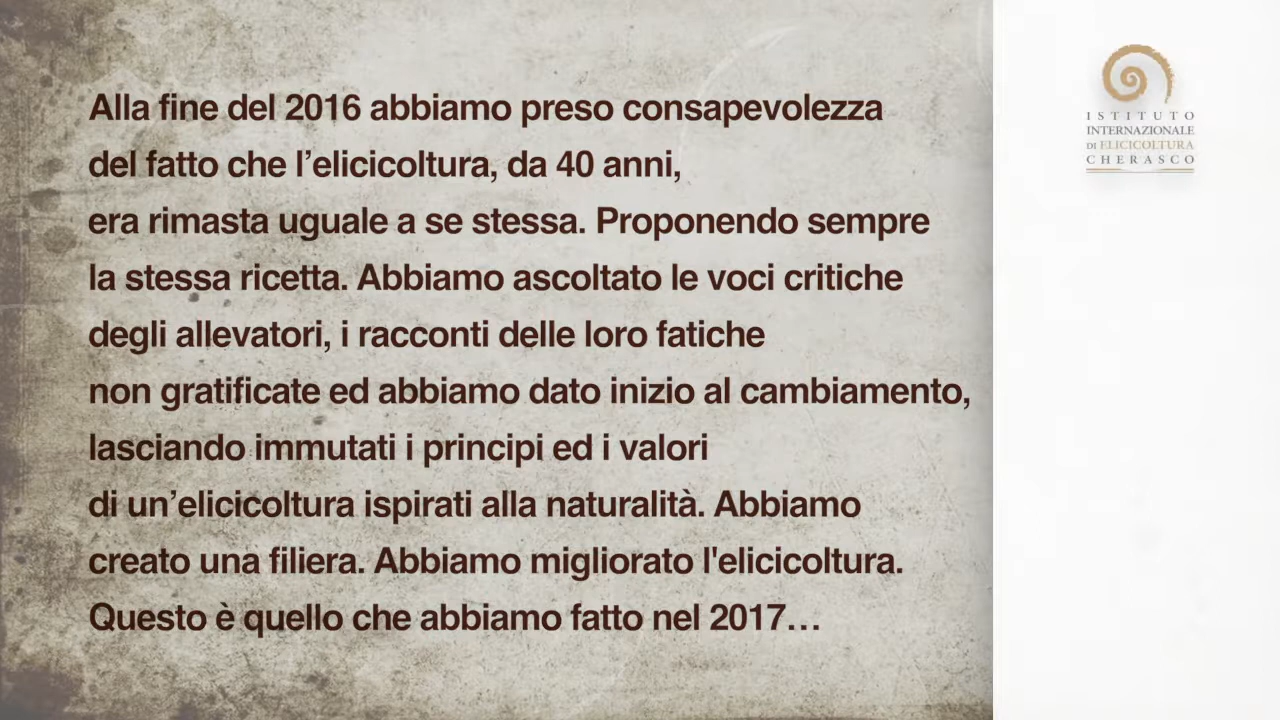 Alla fine del 2016 abbiamo preso consapevolezza
del fatto che l’elicicoltura, da 40 anni,
era rimasta uguale a se stessa. Proponendo sempre
la stessa ricetta. Abbiamo ascoltato le voci critiche
degli allevatori, i racconti delle loro fatiche
non gratificate ed abbiamo dato inizio al cambiamento,
lasciando immutati i principi ed i valori
di un’elicicoltura ispirati alla naturalità. Abbiamo
creato una filiera. Abbiamo migliorato l'elicicoltura.
Questo è quello che abbiamo fatto nel 2017…
ISTITUTO
INTERNAZIONALE
DI ELICICOLTURA
CHERASCO